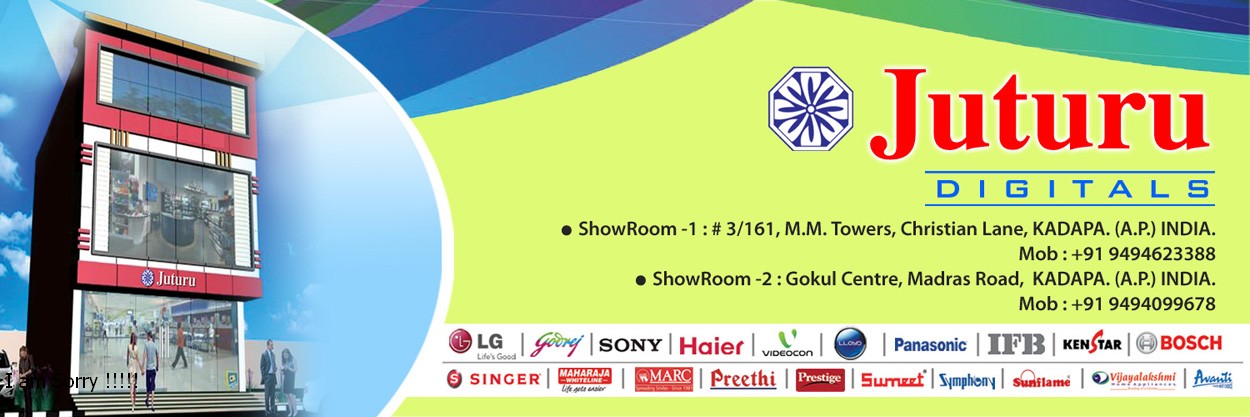 Juturu
DIGITALS
● ShowRoom -1 : # 3/161, M.M. Towers, Christian Lane, KADAPA. (A.P.) INDIA.
Mob : +91 9494623388
● ShowRoom -2 : Gokul Centre, Madras Road, KADAPA. (A.P.) INDIA.
Mob : +91 9494099678
Juturu
LG Life's Good Godrej SONY Haier VIDEOCON LLOYD Panasonic IFB KENSTAR BOSCH
SINGER MAHARAJA WHITELINE life gets easier MARC Preethi Prestige Sumeet Symphony Sunflame Vijayalakshmi Home Appliances Avanti
I am sorry !!!!!